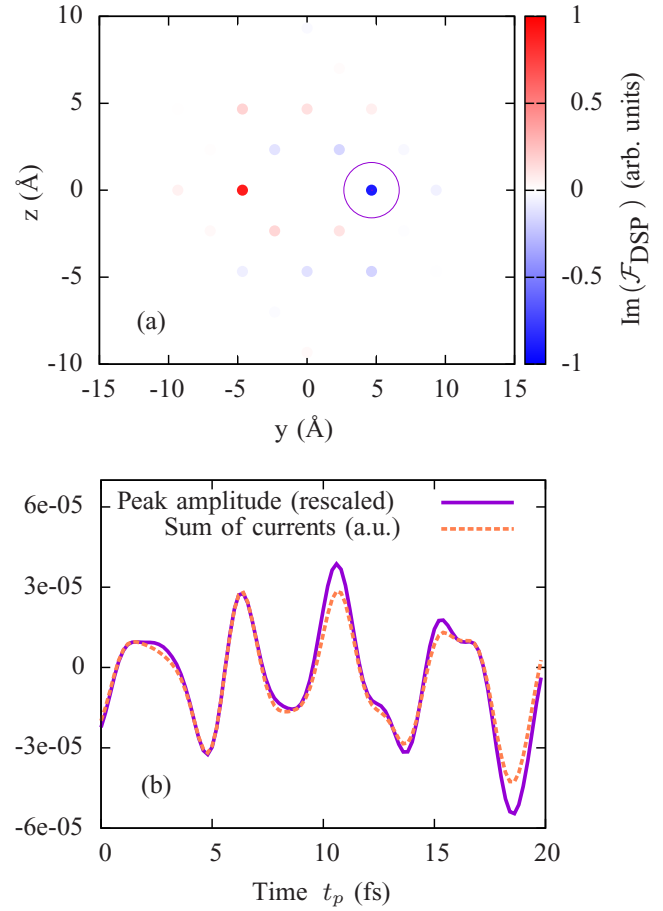 10
5
0
-5
-10
z (Å)
(a)
-15 -10 -5 0 5 10 15
y (Å)
1
0.5
0
-0.5
-1
Im(ℱDSP) (arb. units)
Peak amplitude (rescaled)
Sum of currents (a.u.)
6e-05
3e-05
0
-3e-05
-6e-05
(b)
0 5 10 15 20
Time tp (fs)